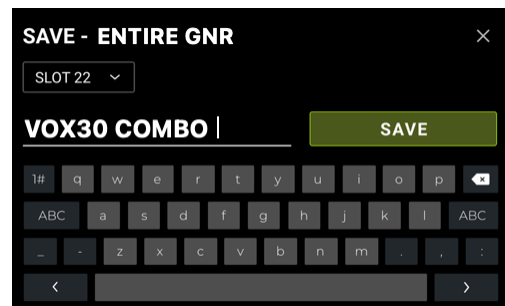 SAVE - ENTIRE GNR
SLOT 22
VOX30 COMBO
SAVE
1# q w e r t y u i o p
ABC a s d f g h j k l ABC
_ - z x c v b n m . , :